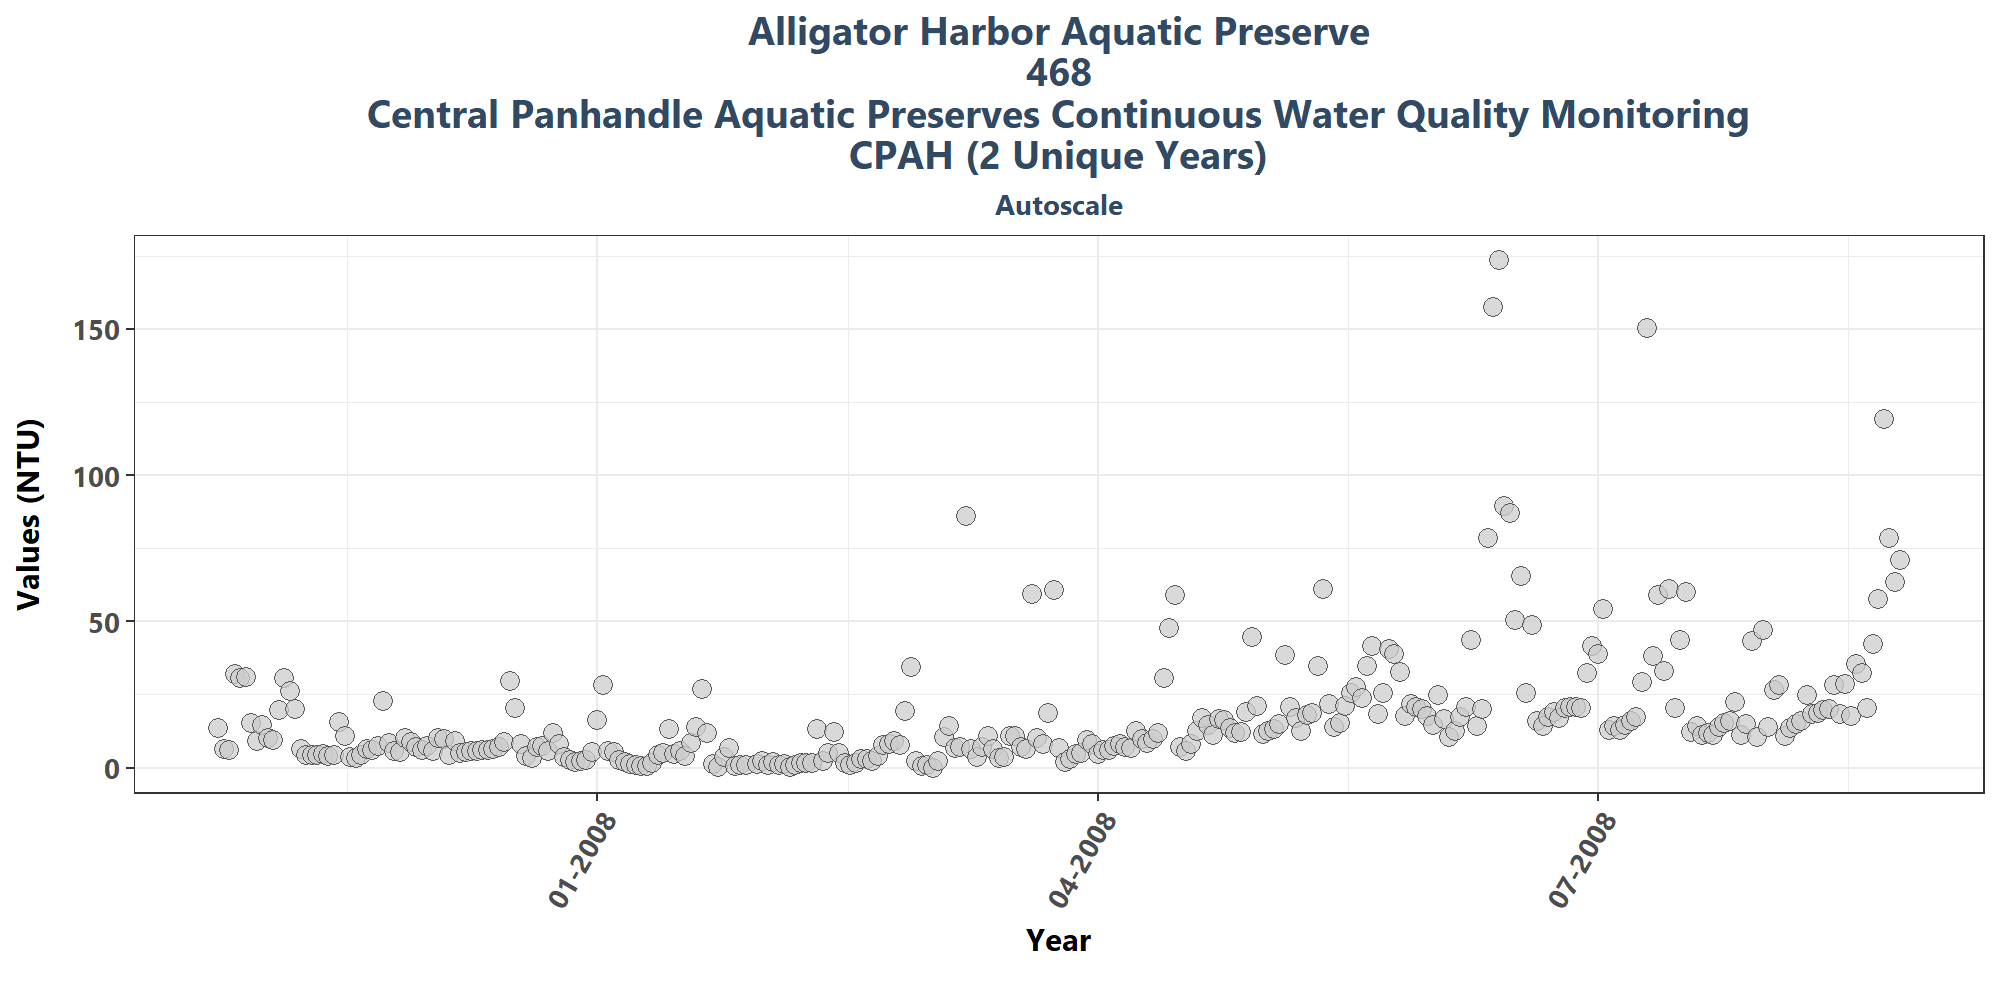 Alligator Harbor Aquatic Preserve
468
Central Panhandle Aquatic Preserves Continuous Water Quality Monitoring
CPAH (2 Unique Years)
Autoscale
Values (NTU)
150
100
50
0
01-2008
04-2008
07-2008
Year